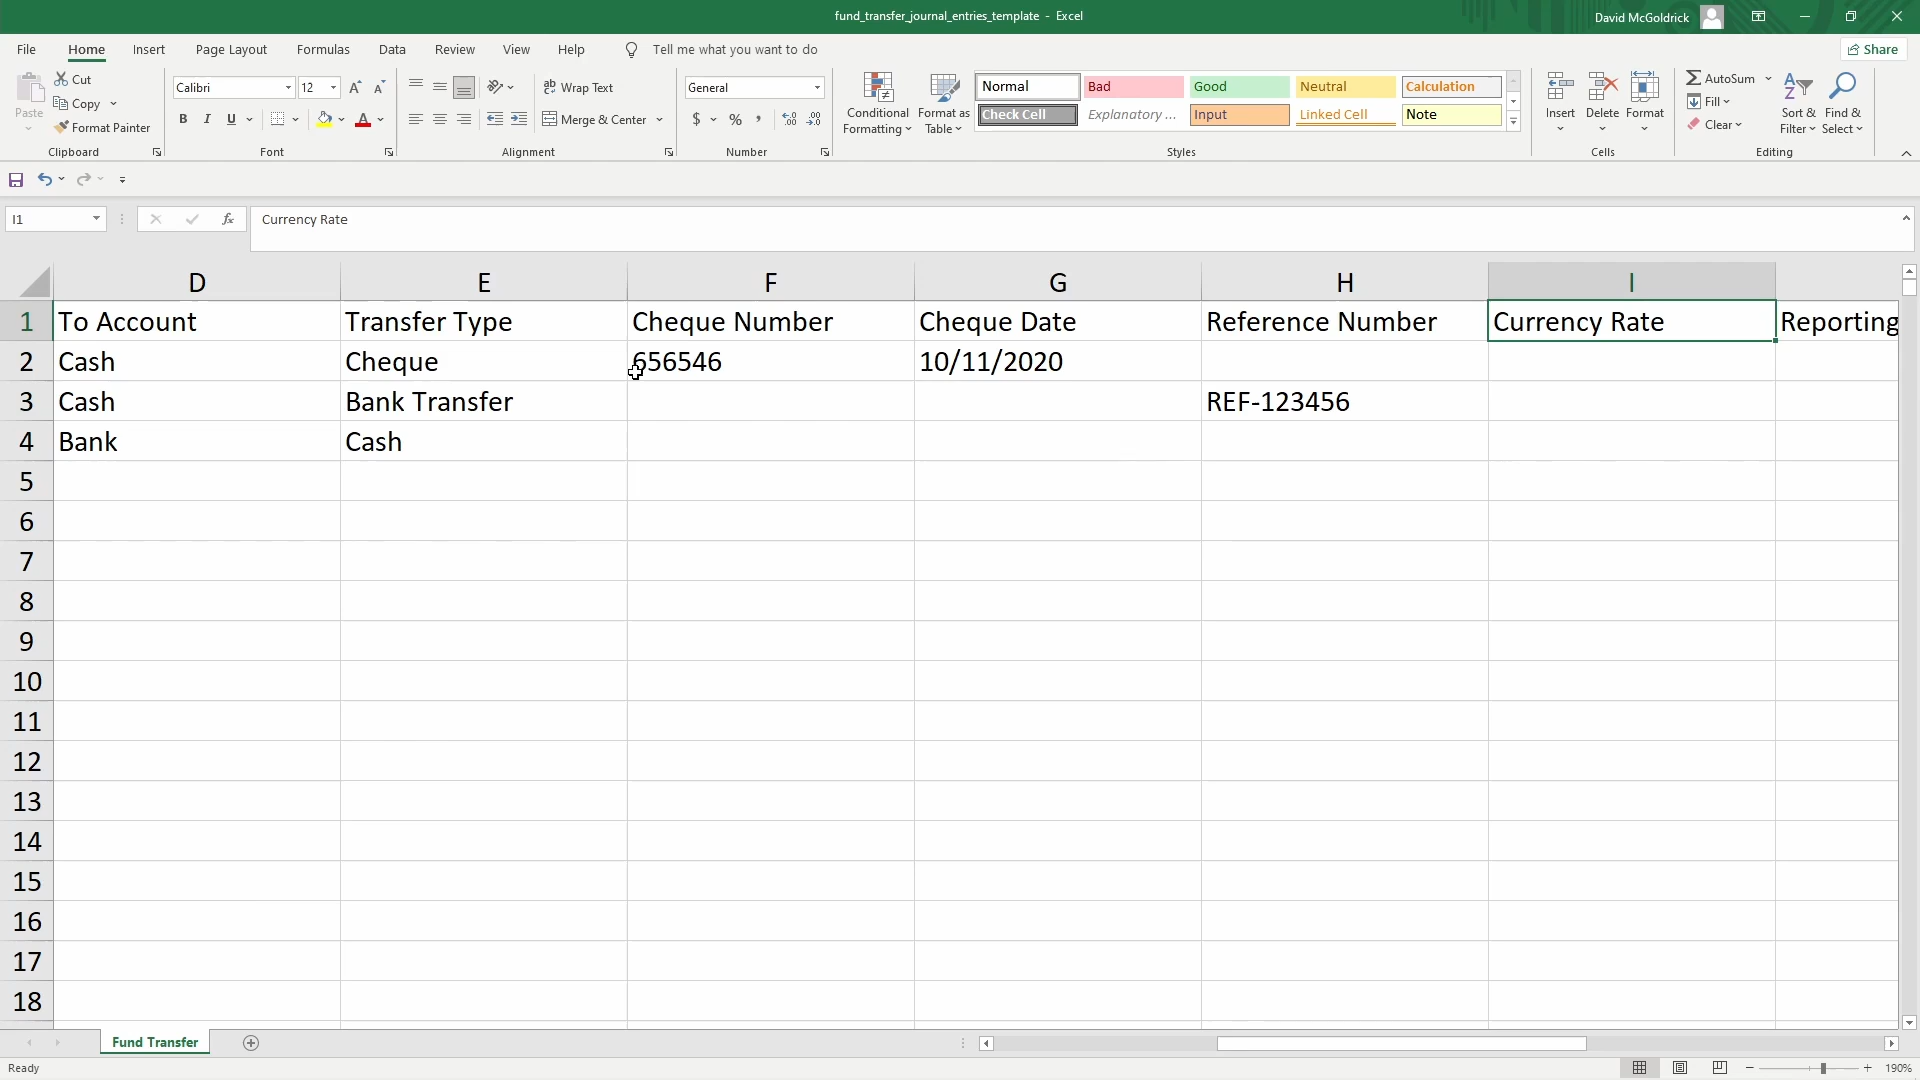 fund_transfer_journal_entries_template - Excel
David McGoldrick
File Home Insert Page Layout Formulas Data Review View Help Tell me what you want to do
Share
Paste
Cut
Copy
Format Painter
Clipboard
Calibri 12
B I U
Font
Wrap Text
Merge & Center
Alignment
General
$ % ,
Number
Conditional Formatting
Format as Table
Normal Bad Good Neutral Calculation
Check Cell Explanatory ... Input Linked Cell Note
Styles
Insert Delete Format
Cells
AutoSum
Fill
Clear
Sort & Filter
Find & Select
Editing
I1
fx
Currency Rate
D E F G H I
1 To Account Transfer Type Cheque Number Cheque Date Reference Number Currency Rate Reporting
2 Cash Cheque 656546 10/11/2020
3 Cash Bank Transfer REF-123456
4 Bank Cash
5
6
7
8
9
10
11
12
13
14
15
16
17
18
Fund Transfer
Ready
190%